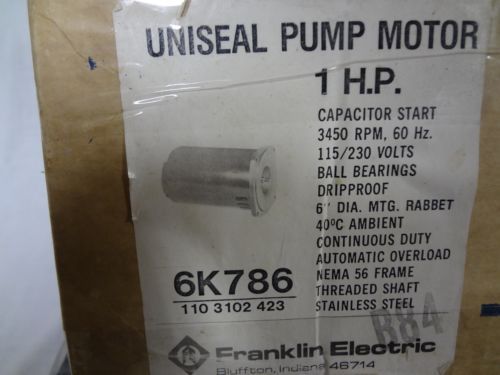 UNISEAL PUMP MOTOR
1 H.P.
CAPACITOR START
3450 RPM, 60 Hz.
115/230 VOLTS
BALL BEARINGS
DRIPPROOF
6" DIA. MTG. RABBET
40ºC AMBIENT
CONTINUOUS DUTY
AUTOMATIC OVERLOAD
NEMA 56 FRAME
THREADED SHAFT
STAINLESS STEEL
6K786
110 3102 423
R84
Franklin Electric
Bluffton, Indiana 46714